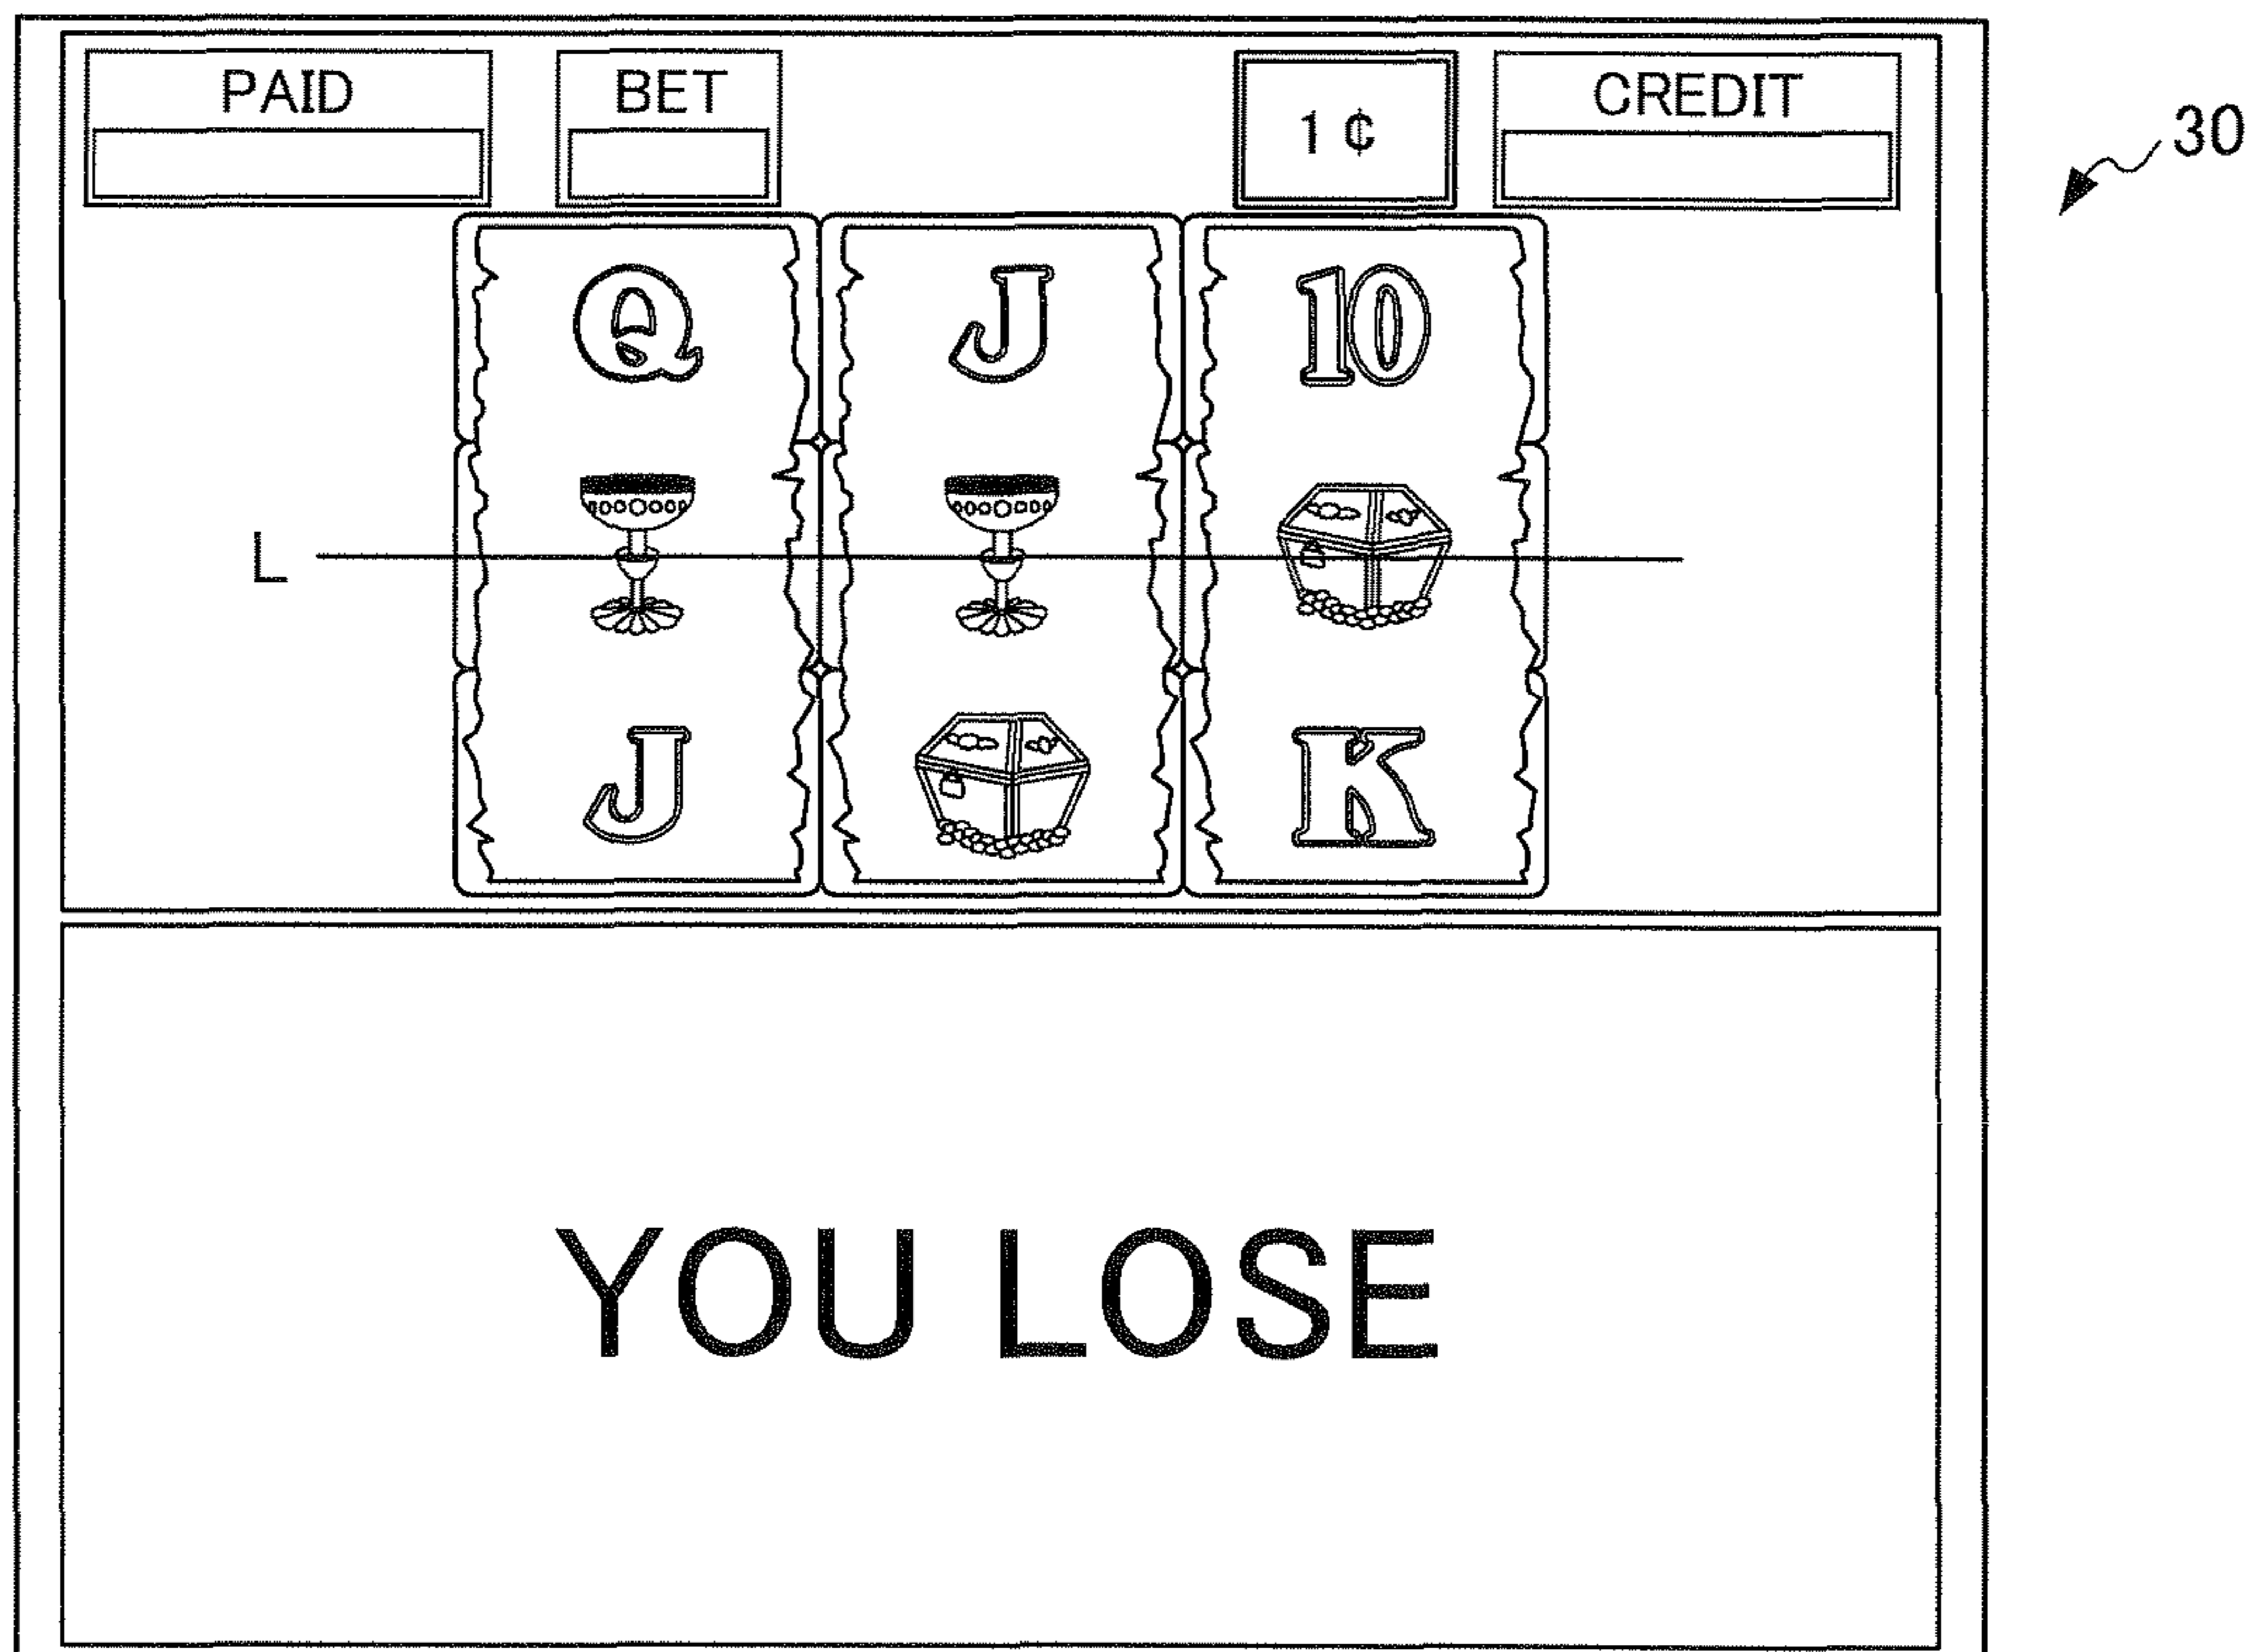 PAID BET 1 ¢ CREDIT
30
Q J 10
L
J K
YOU LOSE